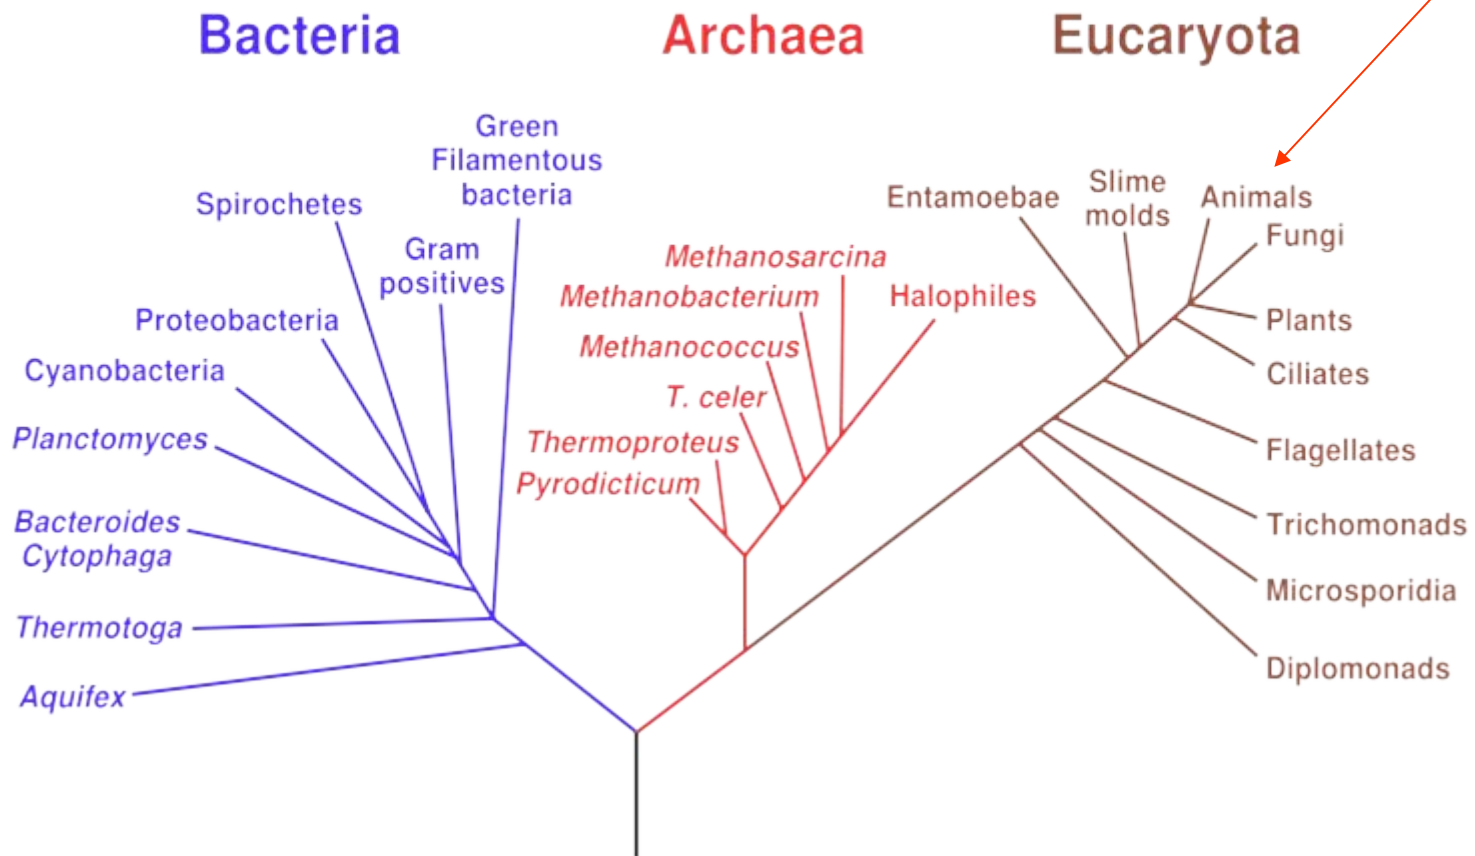 Bacteria
Archaea
Eucaryota
Green
Filamentous
bacteria
Spirochetes
Gram
positives
Proteobacteria
Cyanobacteria
Planctomyces
Bacteroides
Cytophaga
Thermotoga
Aquifex
Methanosarcina
Methanobacterium
Halophiles
Methanococcus
T. celer
Thermoproteus
Pyrodicticum
Entamoebae
Slime
molds
Animals
Fungi
Plants
Ciliates
Flagellates
Trichomonads
Microsporidia
Diplomonads